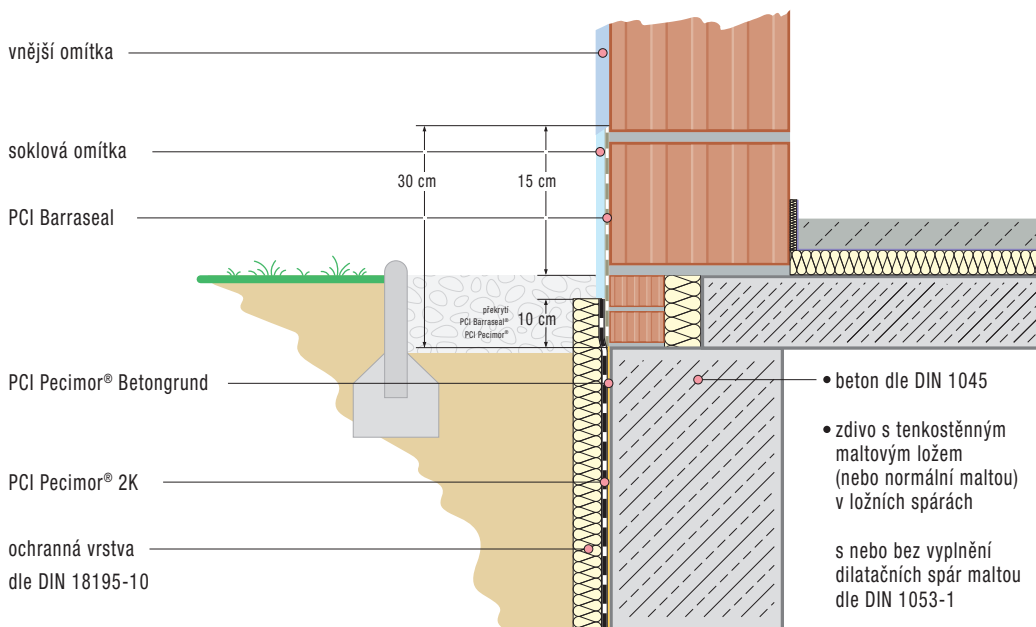 vnější omítka
soklová omítka
30 cm
15 cm
PCI Barraseal
překrytí
PCI Barraseal®
PCI Pecimor®
10 cm
PCI Pecimor® Betongrund
PCI Pecimor® 2K
ochranná vrstva
dle DIN 18195-10
• beton dle DIN 1045
• zdivo s tenkostěnným
maltovým ložem
(nebo normální maltou)
v ložních spárách
s nebo bez vyplnění
dilatačních spár maltou
dle DIN 1053-1